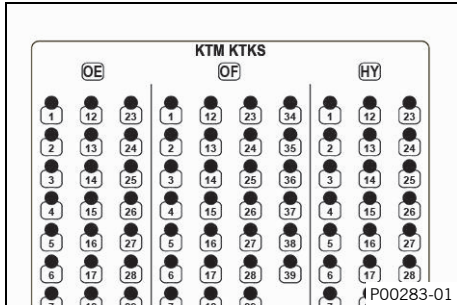 KTM KTKS
OE OF HY
1 12 23 1 12 23 34 1 12 23
2 13 24 2 13 24 35 2 13 24
3 14 25 3 14 25 36 3 14 25
4 15 26 4 15 26 37 4 15 26
5 16 27 5 16 27 38 5 16 27
6 17 28 6 17 28 39 6 17 28
P00283-01